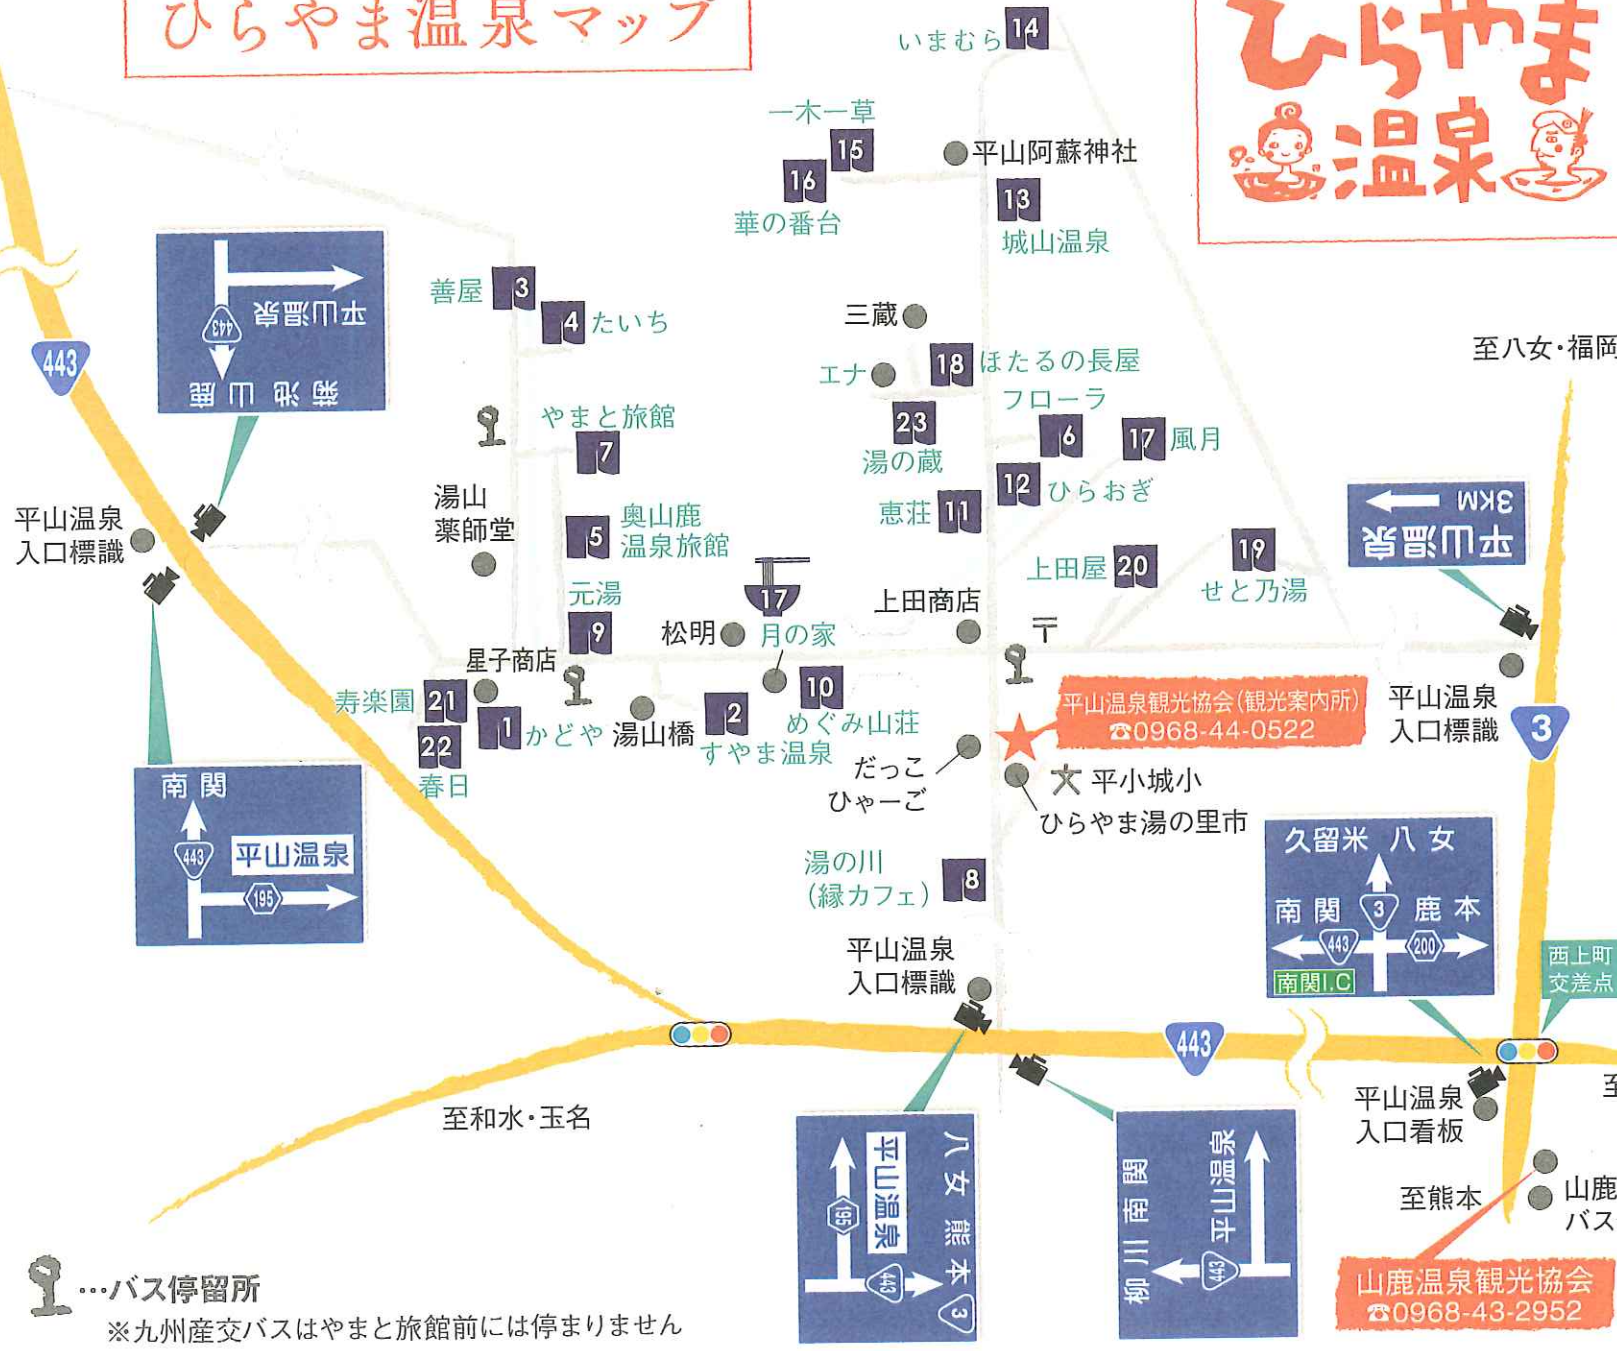 ひらやま温泉マップ
ひらやま
温泉
いまむら
14
一木一草
15
16
華の番台
平山阿蘇神社
13
城山温泉
平山温泉
443
菊池 山鹿
443
善屋
3
4
たいち
三蔵
エナ
18
ほたるの長屋
フローラ
至八女・福岡
やまと旅館
7
23
湯の蔵
6
17
風月
12
ひらおぎ
湯山
薬師堂
恵荘
11
平山温泉
入口標識
5
奥山鹿
温泉旅館
3KM
平山温泉
上田屋
20
19
せと乃湯
元湯
9
17
松明
月の家
上田商店
〒
星子商店
寿楽園
21
1
かどや
湯山橋
2
すやま温泉
10
めぐみ山荘
22
春日
平山温泉観光協会(観光案内所)
☎0968-44-0522
平山温泉
入口標識
3
だっこ
ひゃーご
文 平小城小
ひらやま湯の里市
南関
443
平山温泉
195
湯の川
(縁カフェ)
8
久留米 八女
南関
3
鹿本
443
200
南関I.C
西上町
交差点
平山温泉
入口標識
443
至和水・玉名
平山温泉
入口看板
至
八女 熊本
3
平山温泉
195
443
平山温泉
柳川 南関
443
至熊本
山鹿
バス
山鹿温泉観光協会
☎0968-43-2952
…バス停留所
※九州産交バスはやまと旅館前には停まりません